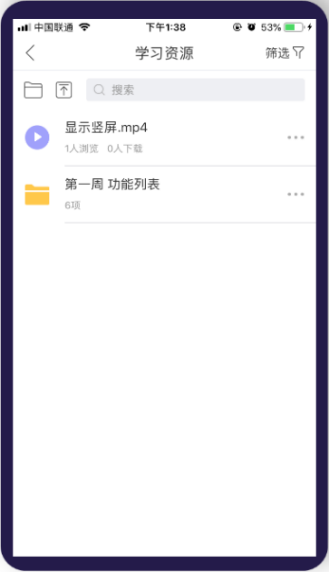 中国联通 下午1:38 53%
学习资源 筛选
搜索
显示竖屏.mp4
1人浏览 0人下载
第一周 功能列表
6项